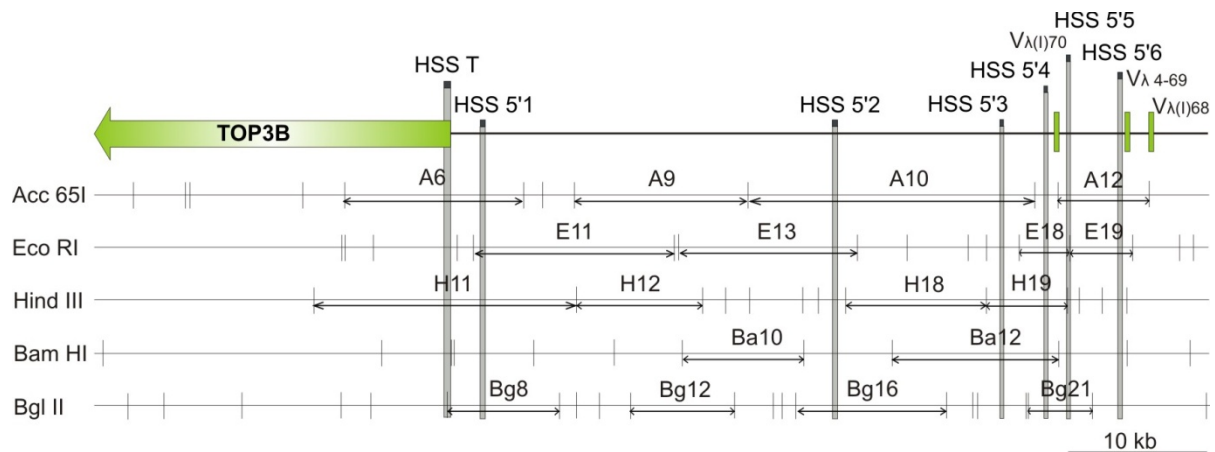 HSS T
HSS 5'1
HSS 5'2
HSS 5'3
HSS 5'4
Vλ(I)70
HSS 5'5
HSS 5'6
Vλ 4-69
Vλ(I)68
TOP3B
Acc 65I A6 A9 A10 A12
Eco RI E11 E13 E18 E19
Hind III H11 H12 H18 H19
Bam HI Ba10 Ba12
Bgl II Bg8 Bg12 Bg16 Bg21
10 kb